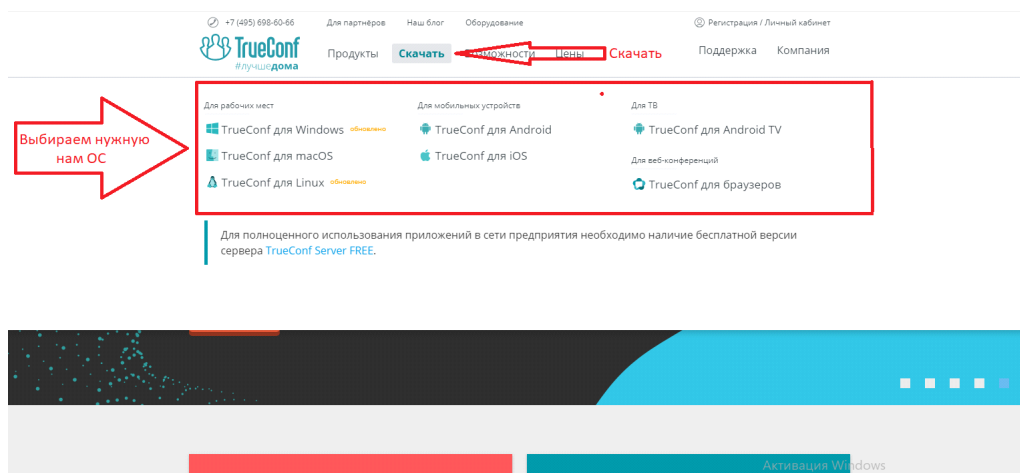 +7 (495) 698-60-66 Для партнёров Наш блог Оборудование Регистрация / Личный кабинет
TrueConf
#лучшедома
Продукты Скачать Возможности Цены Скачать Поддержка Компания
Выбираем нужную
нам ОС
Для рабочих мест
TrueConf для Windows обновлено
TrueConf для macOS
TrueConf для Linux обновлено
Для мобильных устройств
TrueConf для Android
TrueConf для iOS
Для ТВ
TrueConf для Android TV
Для веб-конференций
TrueConf для браузеров
Для полноценного использования приложений в сети предприятия необходимо наличие бесплатной версии
сервера TrueConf Server FREE.
Активация Windows